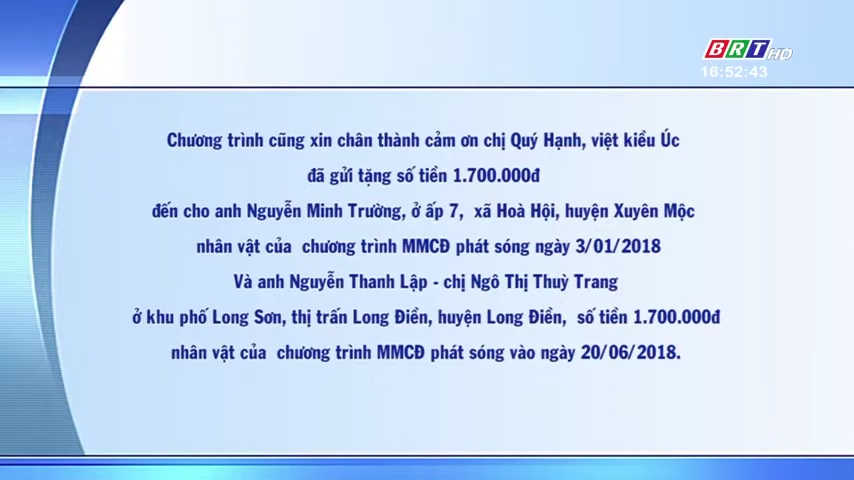 BRT HD
16:52:43
Chương trình cũng xin chân thành cảm ơn chị Quý Hạnh, việt kiều Úc
đã gửi tặng số tiền 1.700.000đ
đến cho anh Nguyễn Minh Trường, ở ấp 7, xã Hoà Hội, huyện Xuyên Mộc
nhân vật của chương trình MMCĐ phát sóng ngày 3/01/2018
Và anh Nguyễn Thanh Lập - chị Ngô Thị Thuỳ Trang
ở khu phố Long Sơn, thị trấn Long Điền, huyện Long Điền, số tiền 1.700.000đ
nhân vật của chương trình MMCĐ phát sóng vào ngày 20/06/2018.